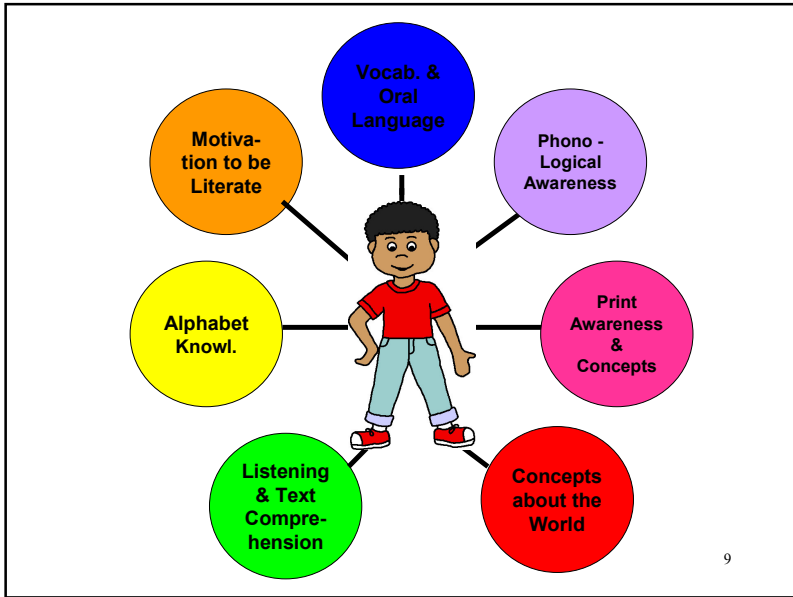 Vocab. &
Oral
Language
Motiva-
tion to be
Literate
Phono -
Logical
Awareness
Alphabet
Knowl.
Print
Awareness
&
Concepts
Listening
& Text
Compre-
hension
Concepts
about the
World
9